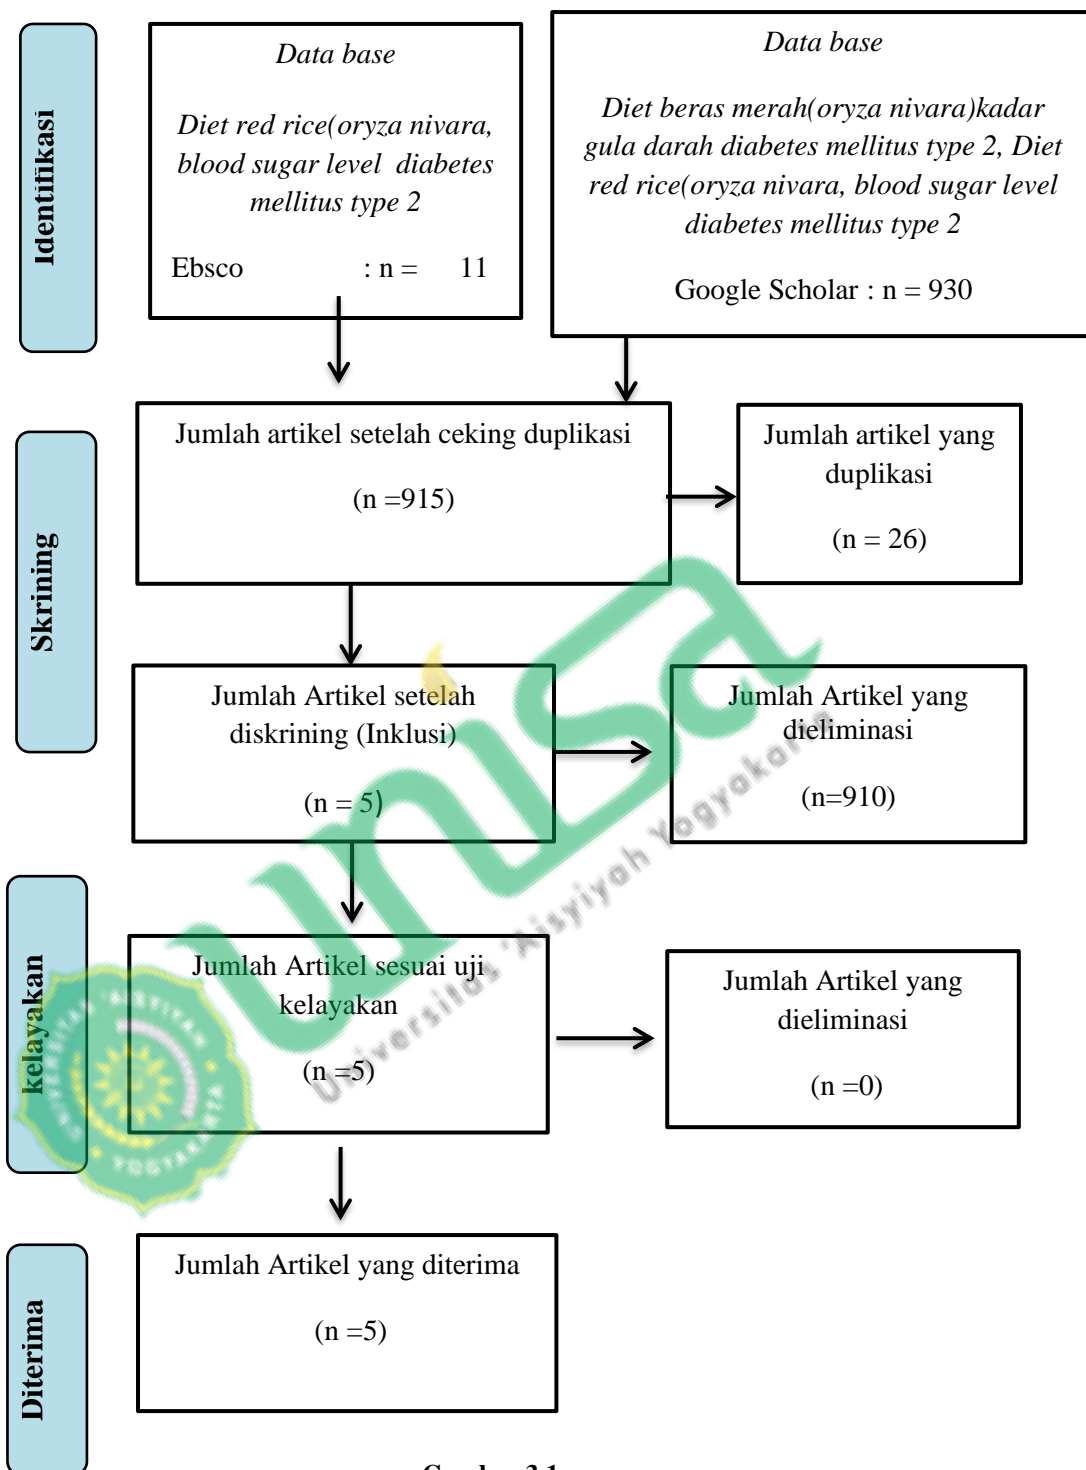 Identifikasi
Data base
Diet red rice(oryza nivara,
blood sugar level diabetes
mellitus type 2
Ebsco : n = 11
Data base
Diet beras merah(oryza nivara)kadar
gula darah diabetes mellitus type 2, Diet
red rice(oryza nivara, blood sugar level
diabetes mellitus type 2
Google Scholar : n = 930
Skrining
Jumlah artikel setelah ceking duplikasi
(n =915)
Jumlah artikel yang
duplikasi
(n = 26)
Jumlah Artikel setelah
diskrining (Inklusi)
(n = 5)
Jumlah Artikel yang
dieliminasi
(n=910)
kelayakan
Jumlah Artikel sesuai uji
kelayakan
(n =5)
Jumlah Artikel yang
dieliminasi
(n =0)
Diterima
Jumlah Artikel yang diterima
(n =5)
unisa
Universitas 'Aisyiyah Yogyakarta
YOGYAKARTA